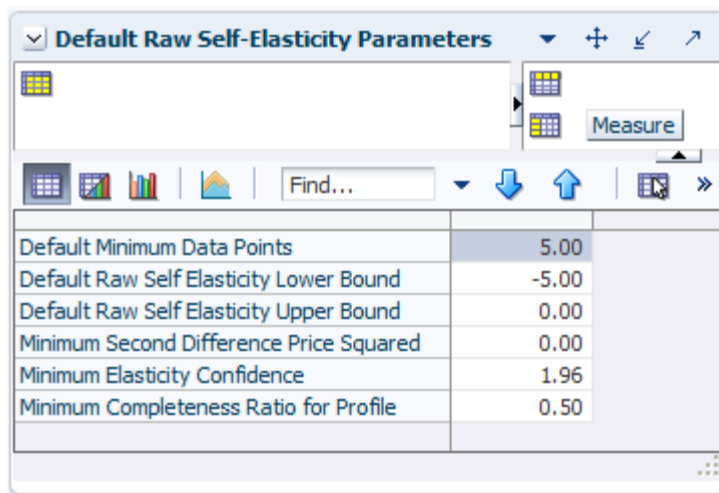 Default Raw Self-Elasticity Parameters
Measure
Find...
Default Minimum Data Points 5.00
Default Raw Self Elasticity Lower Bound -5.00
Default Raw Self Elasticity Upper Bound 0.00
Minimum Second Difference Price Squared 0.00
Minimum Elasticity Confidence 1.96
Minimum Completeness Ratio for Profile 0.50